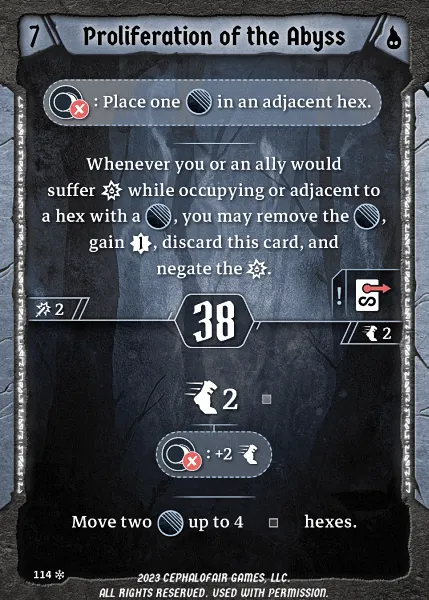 7 Proliferation of the Abyss
: Place one in an adjacent hex.
Whenever you or an ally would
suffer while occupying or adjacent to
a hex with a , you may remove the ,
gain 1, discard this card, and
negate the .
! S
2 38
2
2
: +2
Move two up to 4 hexes.
114
2023 CEPHALOFAIR GAMES, LLC.
ALL RIGHTS RESERVED. USED WITH PERMISSION.